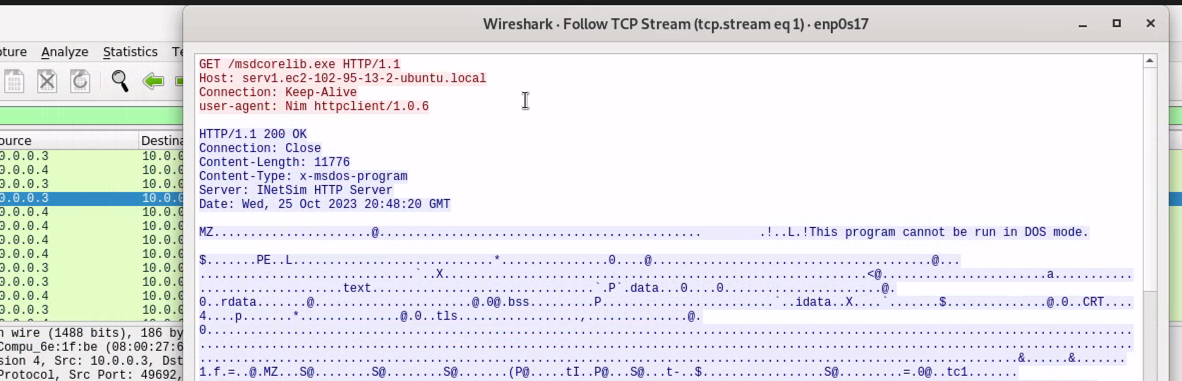 Wireshark · Follow TCP Stream (tcp.stream eq 1) · enp0s17
pture Analyze Statistics Te
GET /msdcorelib.exe HTTP/1.1
Host: serv1.ec2-102-95-13-2-ubuntu.local
Connection: Keep-Alive
user-agent: Nim httpclient/1.0.6
HTTP/1.1 200 OK
Connection: Close
Content-Length: 11776
Content-Type: x-msdos-program
Server: INetSim HTTP Server
Date: Wed, 25 Oct 2023 20:48:20 GMT
ource Destina
0.0.0.3 10.0.0
0.0.0.4 10.0.0
0.0.0.3 10.0.0
0.0.0.3 10.0.0
0.0.0.4 10.0.0
0.0.0.4 10.0.0
0.0.0.4 10.0.0
0.0.0.4 10.0.0
0.0.0.3 10.0.0
0.0.0.3 10.0.0
0.0.0.4 10.0.0
MZ......................@............................................. .!..L.!This program cannot be run in DOS mode.
$.......PE..L............................*...............0....@.......................................@...
..............................`..X...........................................................<@.......................a...........
....................text........................`.P`.data...0....0......................@.
0..rdata.......@......................@.0@.bss.........P........................`..idata..X....`.......$.............@.0..CRT....
4....p.......*..............@.0..tls.................,..............@.
0...................................................................................................................................
....................................................................................................................................
....................................................................................................................&......&.......
1.f.=..@.MZ...S@........S@........S@........(P@.....tI..P@...S@...t-..$.................S@.........=.0@..tc1.......
n wire (1488 bits), 186 by
Compu_6e:1f:be (08:00:27:6
sion 4, Src: 10.0.0.3, Dst
Protocol, Src Port: 49692,